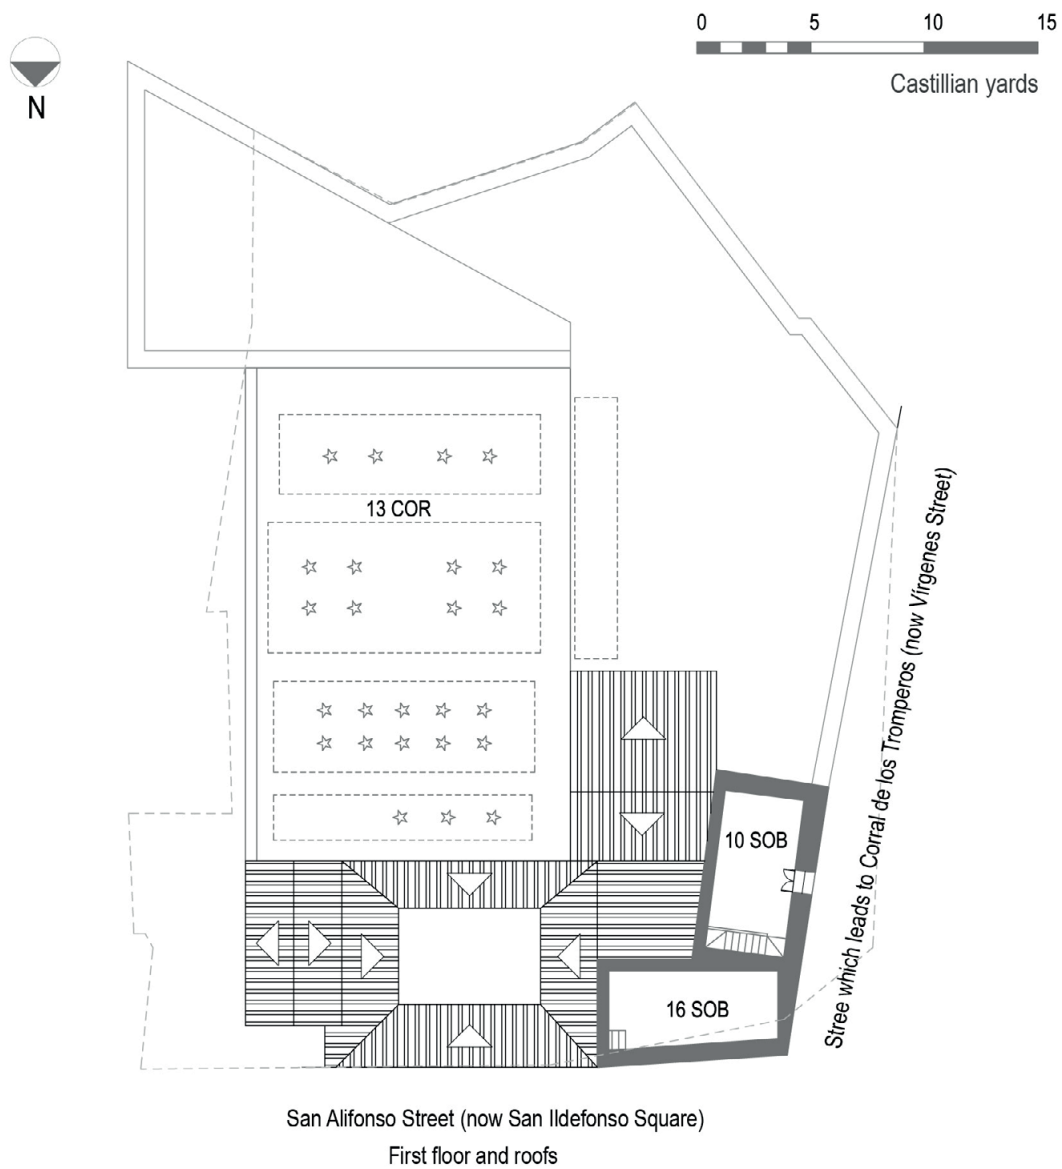 0 5 10 15
Castillian yards
N
13 COR
10 SOB
16 SOB
Stree which leads to Corral de los Tromperos (now Vírgenes Street)
San Alifonso Street (now San Ildefonso Square)
First floor and roofs